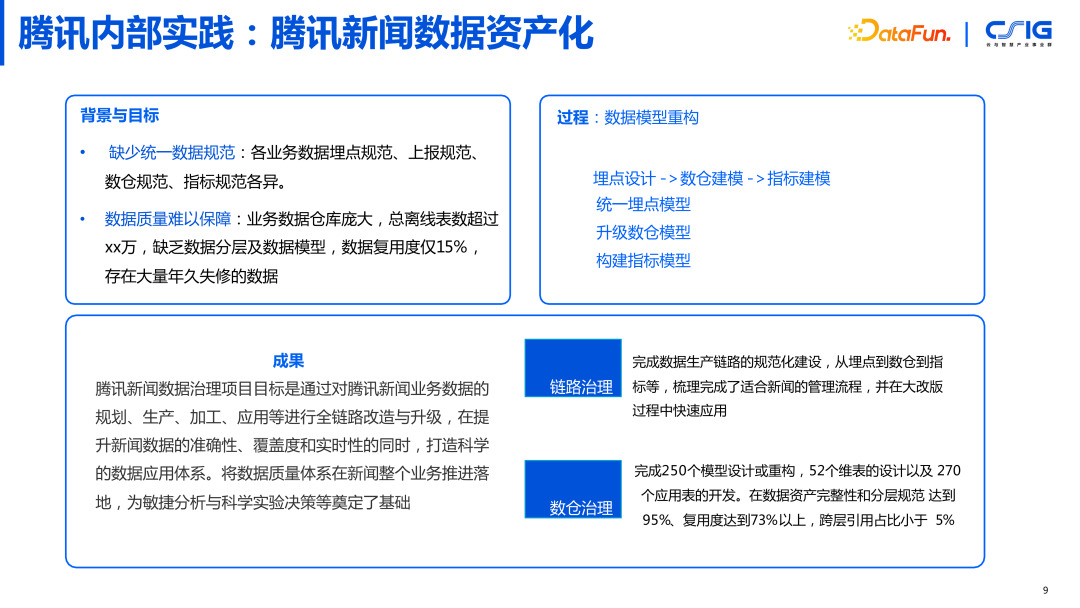 腾讯内部实践：腾讯新闻数据资产化
DataFun.
CSIG
云与智慧产业事业群
背景与目标
• 缺少统一数据规范：各业务数据埋点规范、上报规范、
数仓规范、指标规范各异。
• 数据质量难以保障：业务数据仓库庞大，总离线表数超过
xx万，缺乏数据分层及数据模型，数据复用度仅15%，
存在大量年久失修的数据
过程：数据模型重构
埋点设计 ->数仓建模 ->指标建模
统一埋点模型
升级数仓模型
构建指标模型
成果
腾讯新闻数据治理项目目标是通过对腾讯新闻业务数据的
规划、生产、加工、应用等进行全链路改造与升级，在提
升新闻数据的准确性、覆盖度和实时性的同时，打造科学
的数据应用体系。将数据质量体系在新闻整个业务推进落
地，为敏捷分析与科学实验决策等奠定了基础
链路治理
完成数据生产链路的规范化建设，从埋点到数仓到指
标等，梳理完成了适合新闻的管理流程，并在大改版
过程中快速应用
数仓治理
完成250个模型设计或重构，52个维表的设计以及 270
个应用表的开发。在数据资产完整性和分层规范 达到
95%、复用度达到73%以上，跨层引用占比小于 5%
9